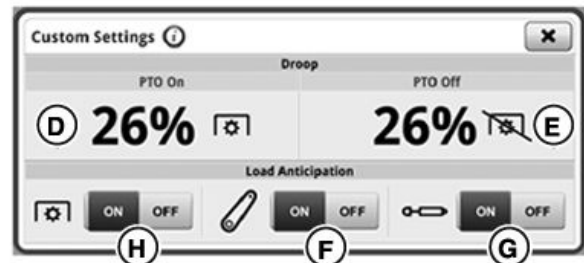 Custom Settings i
Droop
PTO On PTO Off
D 26% 26% E
Load Anticipation
ON OFF ON OFF ON OFF
H F G